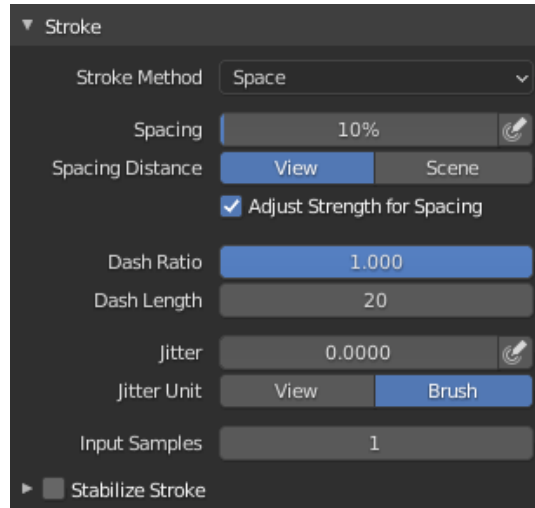 Stroke
Stroke Method Space
Spacing 10%
Spacing Distance View Scene
Adjust Strength for Spacing
Dash Ratio 1.000
Dash Length 20
Jitter 0.0000
Jitter Unit View Brush
Input Samples 1
Stabilize Stroke